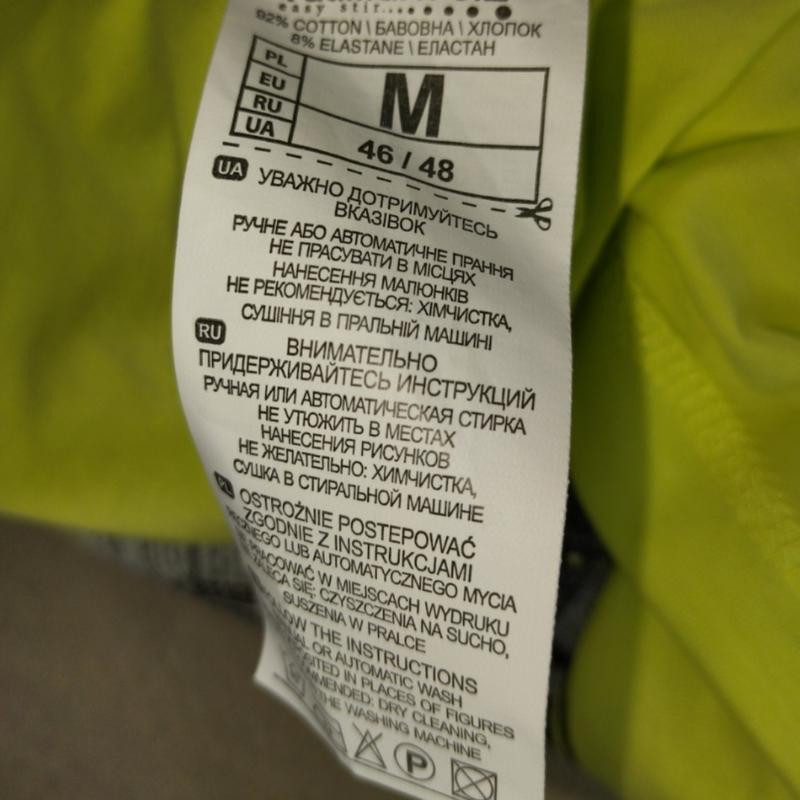 easy stir...
92% COTTON \ БАВОВНА \ ХЛОПОК
8% ELASTANE \ ЕЛАСТАН
PL
EU
RU
UA
M
46 / 48
UA УВАЖНО ДОТРИМУЙТЕСЬ
ВКАЗІВОК
РУЧНЕ АБО АВТОМАТИЧНЕ ПРАННЯ
НЕ ПРАСУВАТИ В МІСЦЯХ
НАНЕСЕННЯ МАЛЮНКІВ
НЕ РЕКОМЕНДУЄТЬСЯ: ХІМЧИСТКА,
СУШІННЯ В ПРАЛЬНІЙ МАШИНІ
RU ВНИМАТЕЛЬНО
ПРИДЕРЖИВАЙТЕСЬ ИНСТРУКЦИЙ
РУЧНАЯ ИЛИ АВТОМАТИЧЕСКАЯ СТИРКА
НЕ УТЮЖИТЬ В МЕСТАХ
НАНЕСЕНИЯ РИСУНКОВ
НЕ ЖЕЛАТЕЛЬНО: ХИМЧИСТКА,
СУШКА В СТИРАЛЬНОЙ МАШИНЕ
PL OSTROŻNIE POSTEPOWAĆ
ZGODNIE Z INSTRUKCJAMI
LUB AUTOMATYCZNEGO MYCIA
W MIEJSCACH WYDRUKU
SIĘ: CZYSZCZENIA NA SUCHO,
SUSZENIA W PRALCE
THE INSTRUCTIONS
OR AUTOMATIC WASH
IN PLACES OF FIGURES
DRY CLEANING,
THE WASHING MACHINE
P